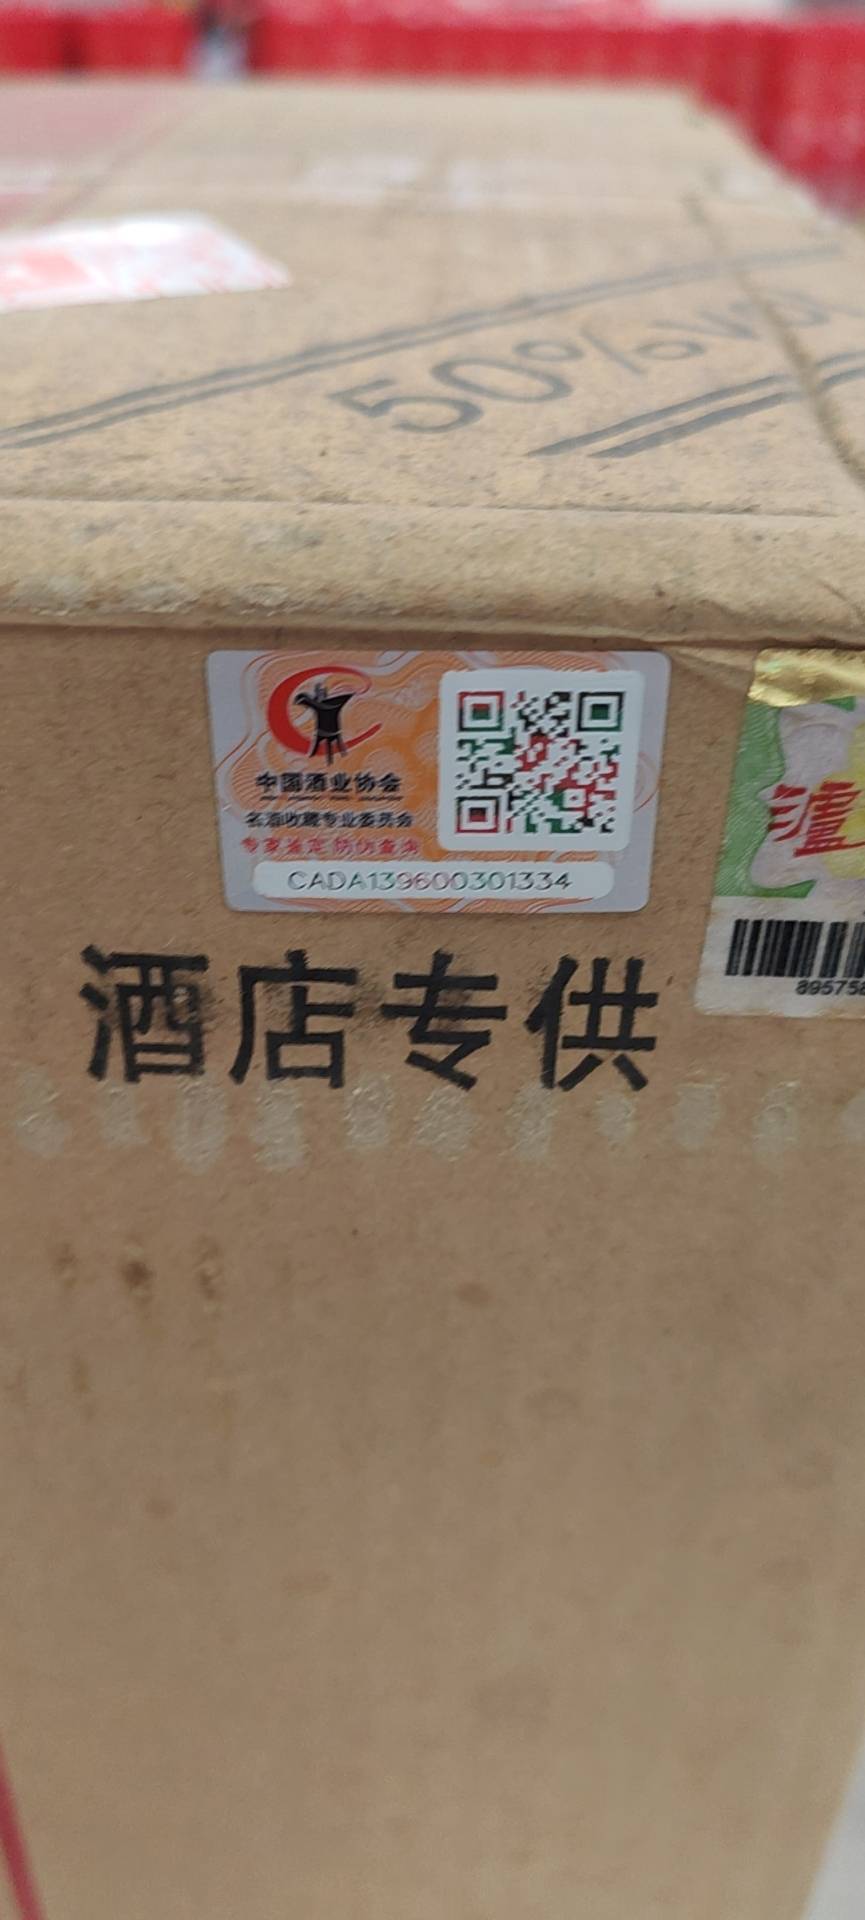 50%vol
中国酒业协会
名酒收藏专业委员会
专家鉴定 防伪查询
CADA139600301334
瀘
895758
酒店专供